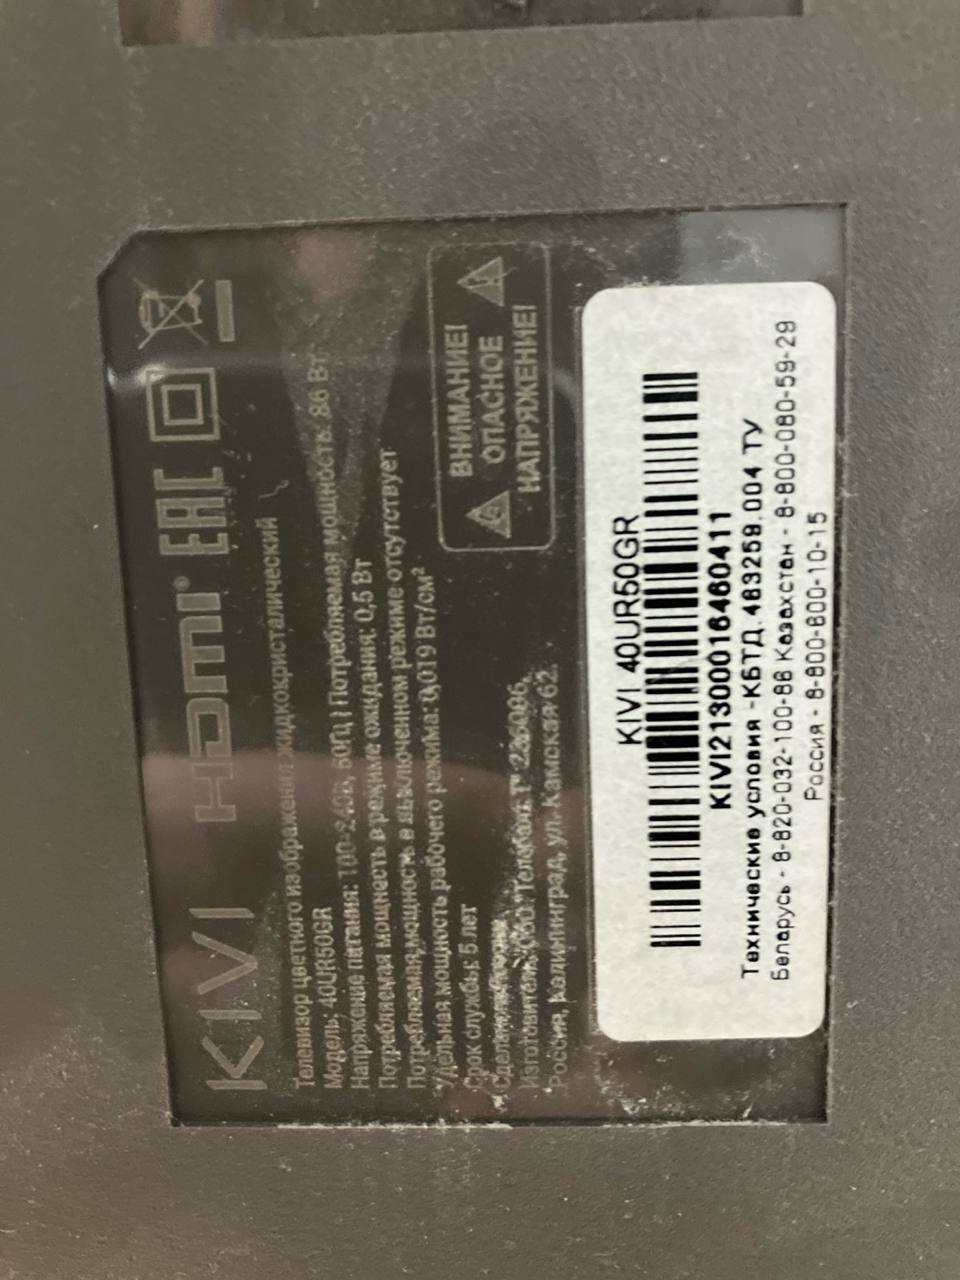 KIVI HDMI EAC
Телевизор цветного изображения жидкокристалический
Модель: 40UR50GR
Напряжение питания: 100-240В, 50Гц | Потребляемая мощность: 86 Вт
Потребляемая мощность в режиме ожидания: 0,5 Вт
Потребляемая мощность в выключенном режиме отсутствует
Удельная мощность рабочего режима 0,019 Вт/см²
Срок службы: 5 лет
Сделано в
Изготовитель: ООО "Телебалт"
Россия, Калининград, ул. Камская 62
ВНИМАНИЕ!
ОПАСНОЕ
НАПРЯЖЕНИЕ!
KIVI 40UR50GR
KIVI21300016460411
Технические условия -КБТД.463259.004 ТУ
Беларусь - 8-820-032-100-86 Казахстан - 8-800-080-59-29
Россия - 8-800-800-10-15